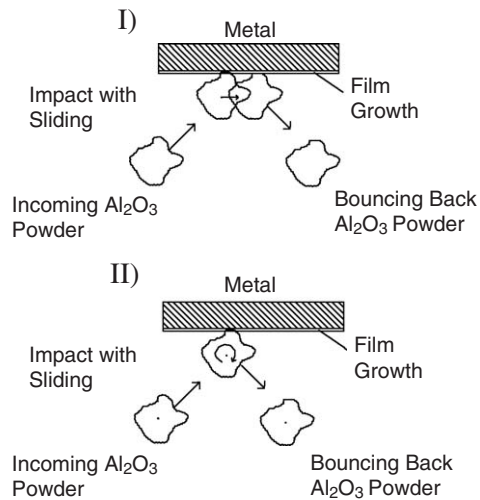 I)
Metal
Impact with
Sliding
Film
Growth
Incoming Al₂O₃
Powder
Bouncing Back
Al₂O₃ Powder
II)
Metal
Impact with
Sliding
Film
Growth
Incoming Al₂O₃
Powder
Bouncing Back
Al₂O₃ Powder